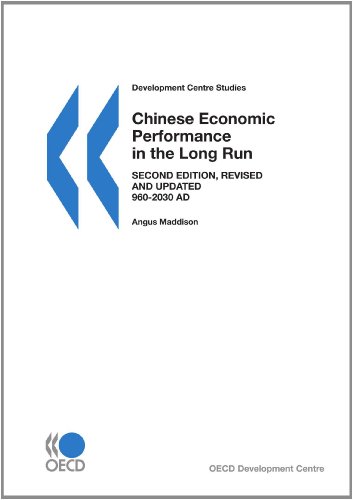 Development Centre Studies
Chinese Economic
Performance
in the Long Run
SECOND EDITION, REVISED
AND UPDATED
960-2030 AD
Angus Maddison
OECD
OECD Development Centre